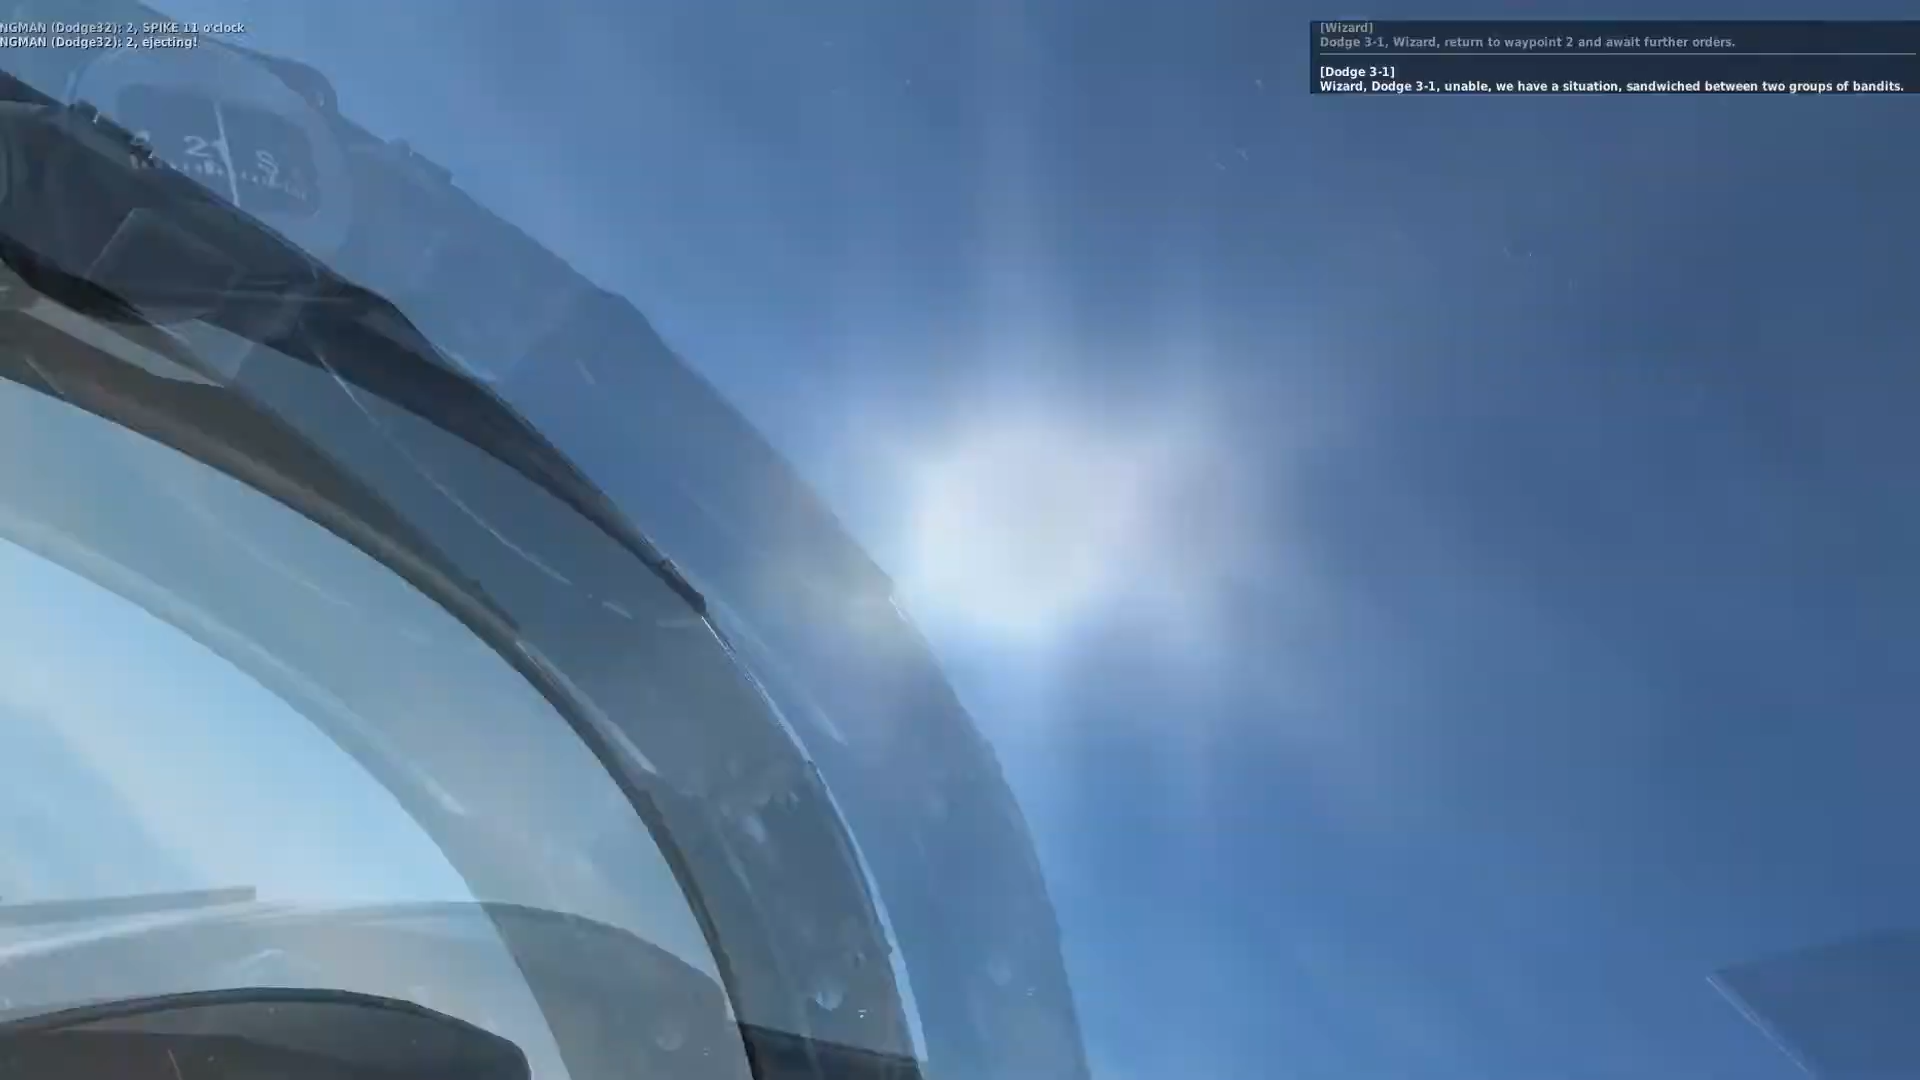 NGMAN (Dodge32): 2, SPIKE 11 o'clock
NGMAN (Dodge32): 2, ejecting!
[Wizard]
Dodge 3-1, Wizard, return to waypoint 2 and await further orders.
[Dodge 3-1]
Wizard, Dodge 3-1, unable, we have a situation, sandwiched between two groups of bandits.
S